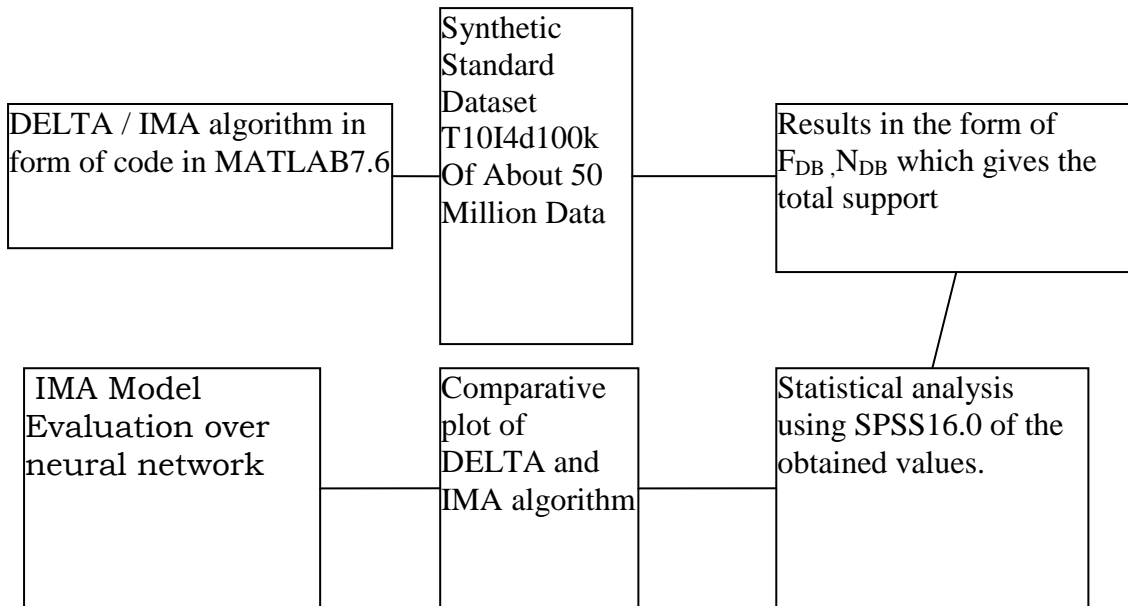 DELTA / IMA algorithm in
form of code in MATLAB7.6
Synthetic
Standard
Dataset
T10I4d100k
Of About 50
Million Data
Results in the form of
F_DB ,N_DB which gives the
total support
IMA Model
Evaluation over
neural network
Comparative
plot of
DELTA and
IMA algorithm
Statistical analysis
using SPSS16.0 of the
obtained values.